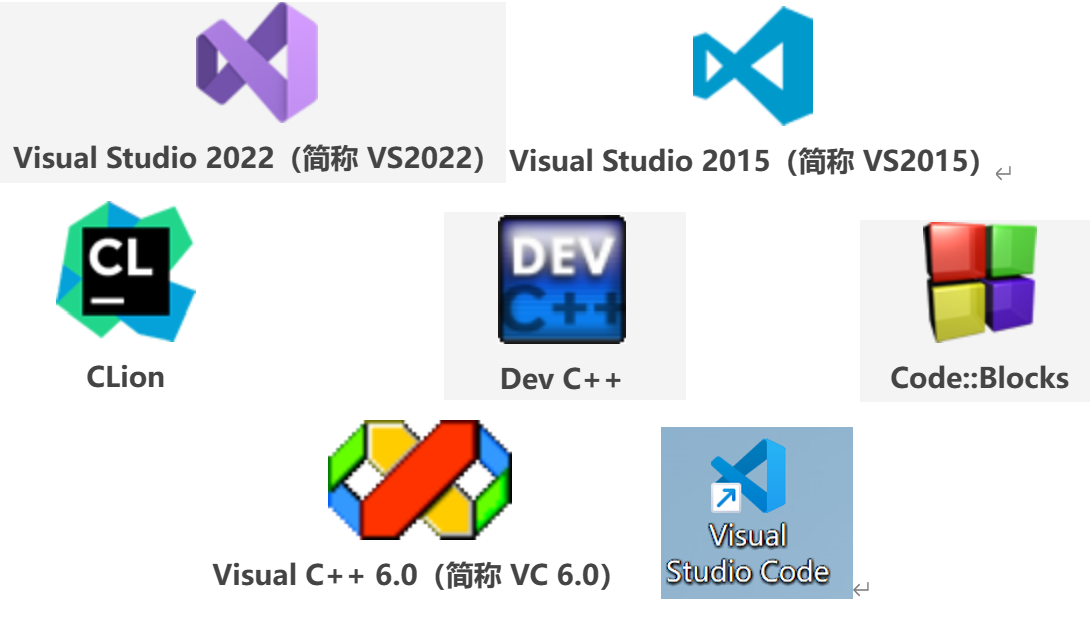 Visual Studio 2022（简称 VS2022）
Visual Studio 2015（简称 VS2015）
CL
DEV
C++
CLion
Dev C++
Code::Blocks
Visual C++ 6.0（简称 VC 6.0）
Visual
Studio Code